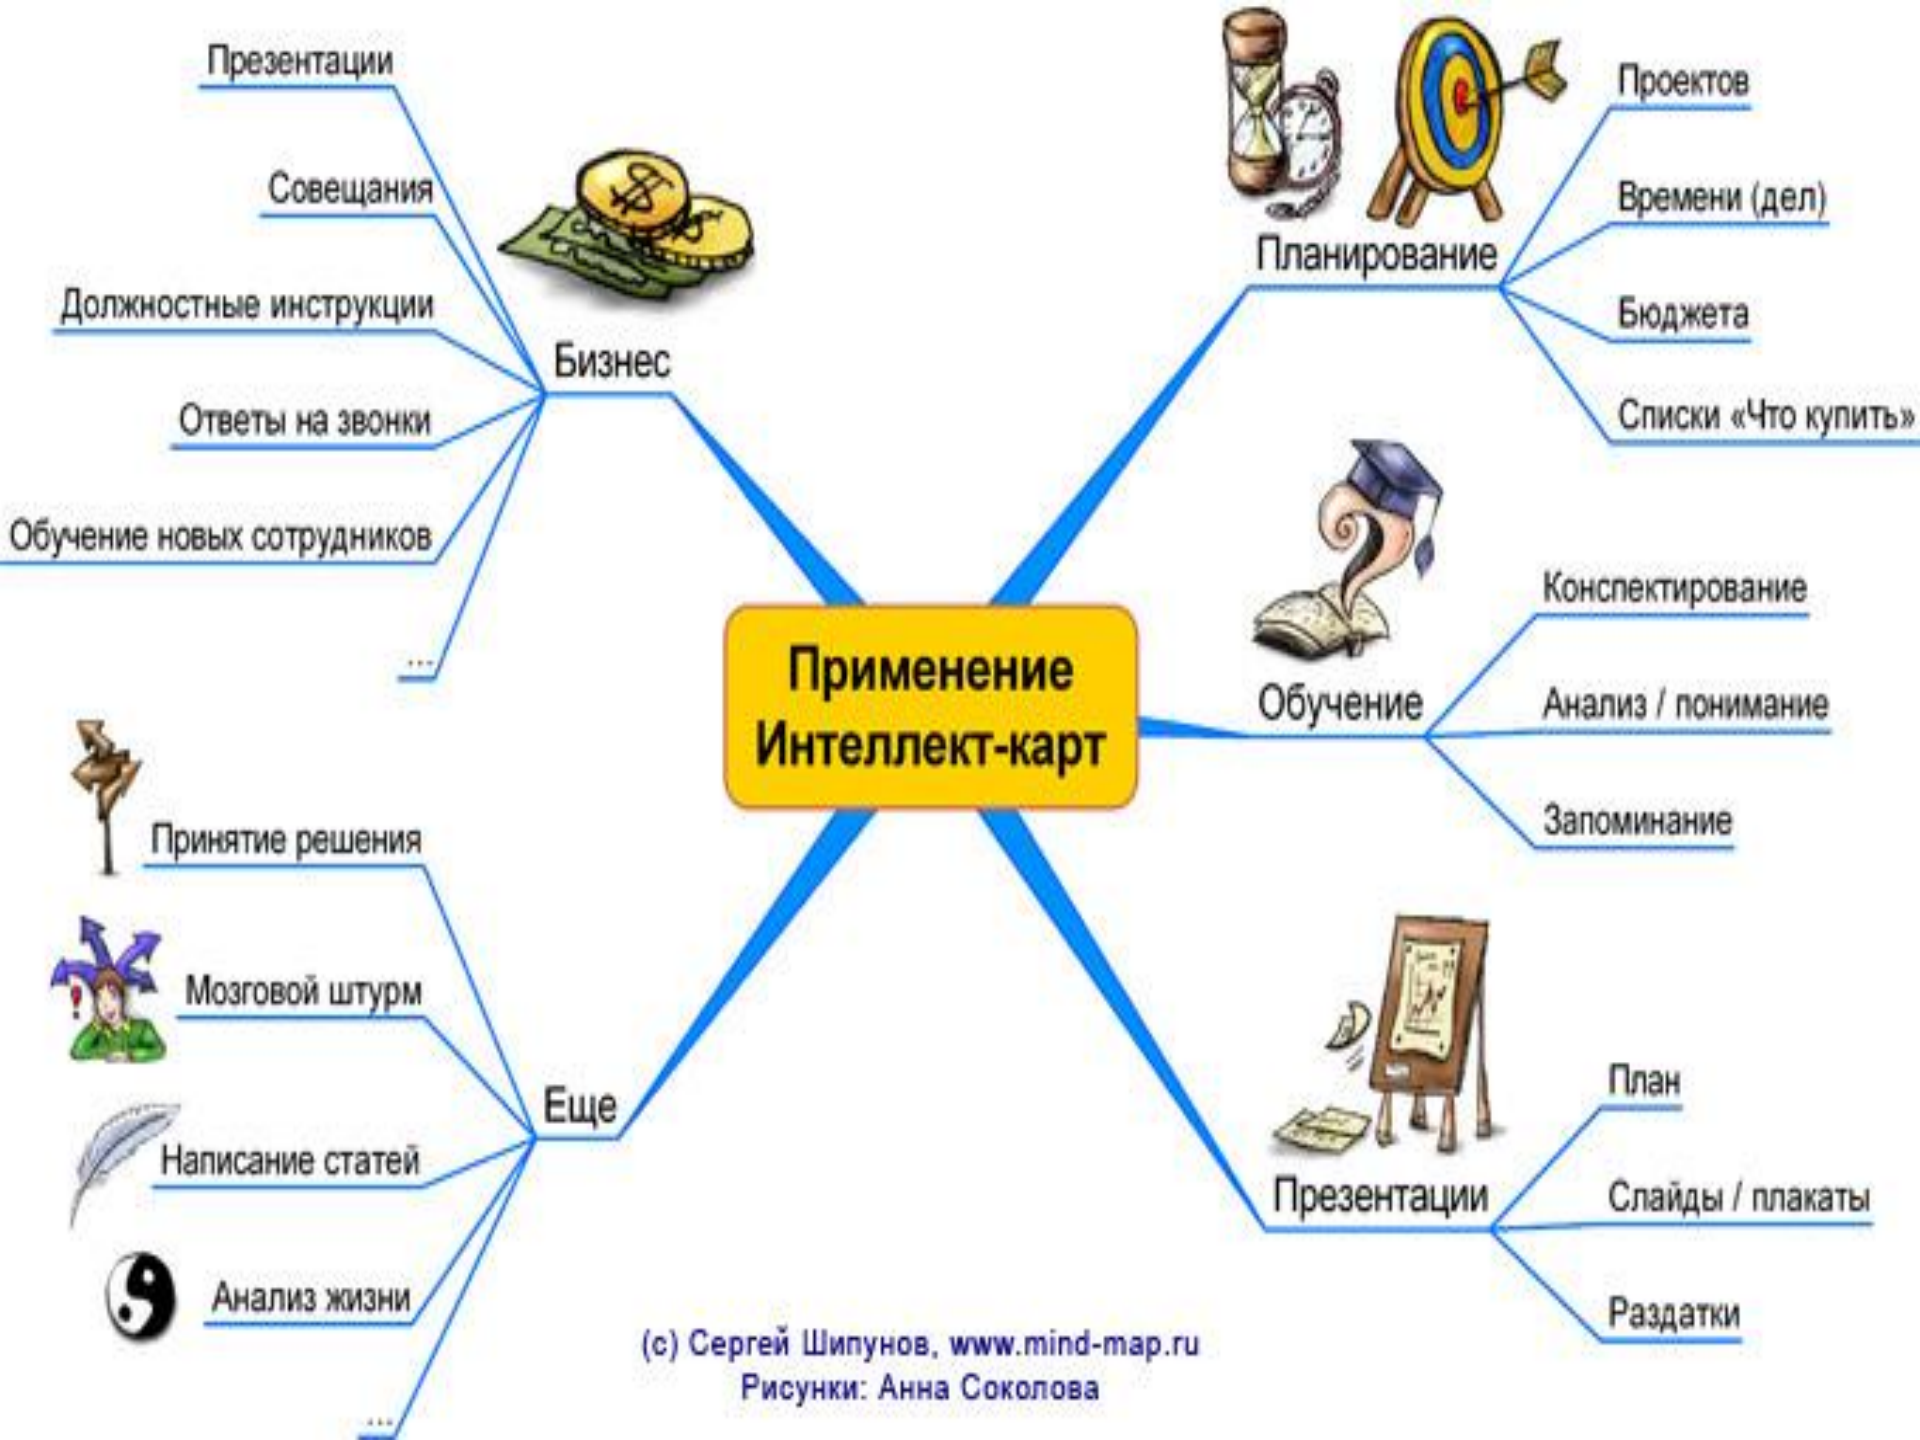 Применение
Интеллект-карт
Планирование
Проектов
Времени (дел)
Бюджета
Списки «Что купить»
Обучение
Конспектирование
Анализ / понимание
Запоминание
Презентации
План
Слайды / плакаты
Раздатки
Бизнес
Презентации
Совещания
Должностные инструкции
Ответы на звонки
Обучение новых сотрудников
...
Еще
Принятие решения
Мозговой штурм
Написание статей
Анализ жизни
...
(c) Сергей Шипунов, www.mind-map.ru
Рисунки: Анна Соколова